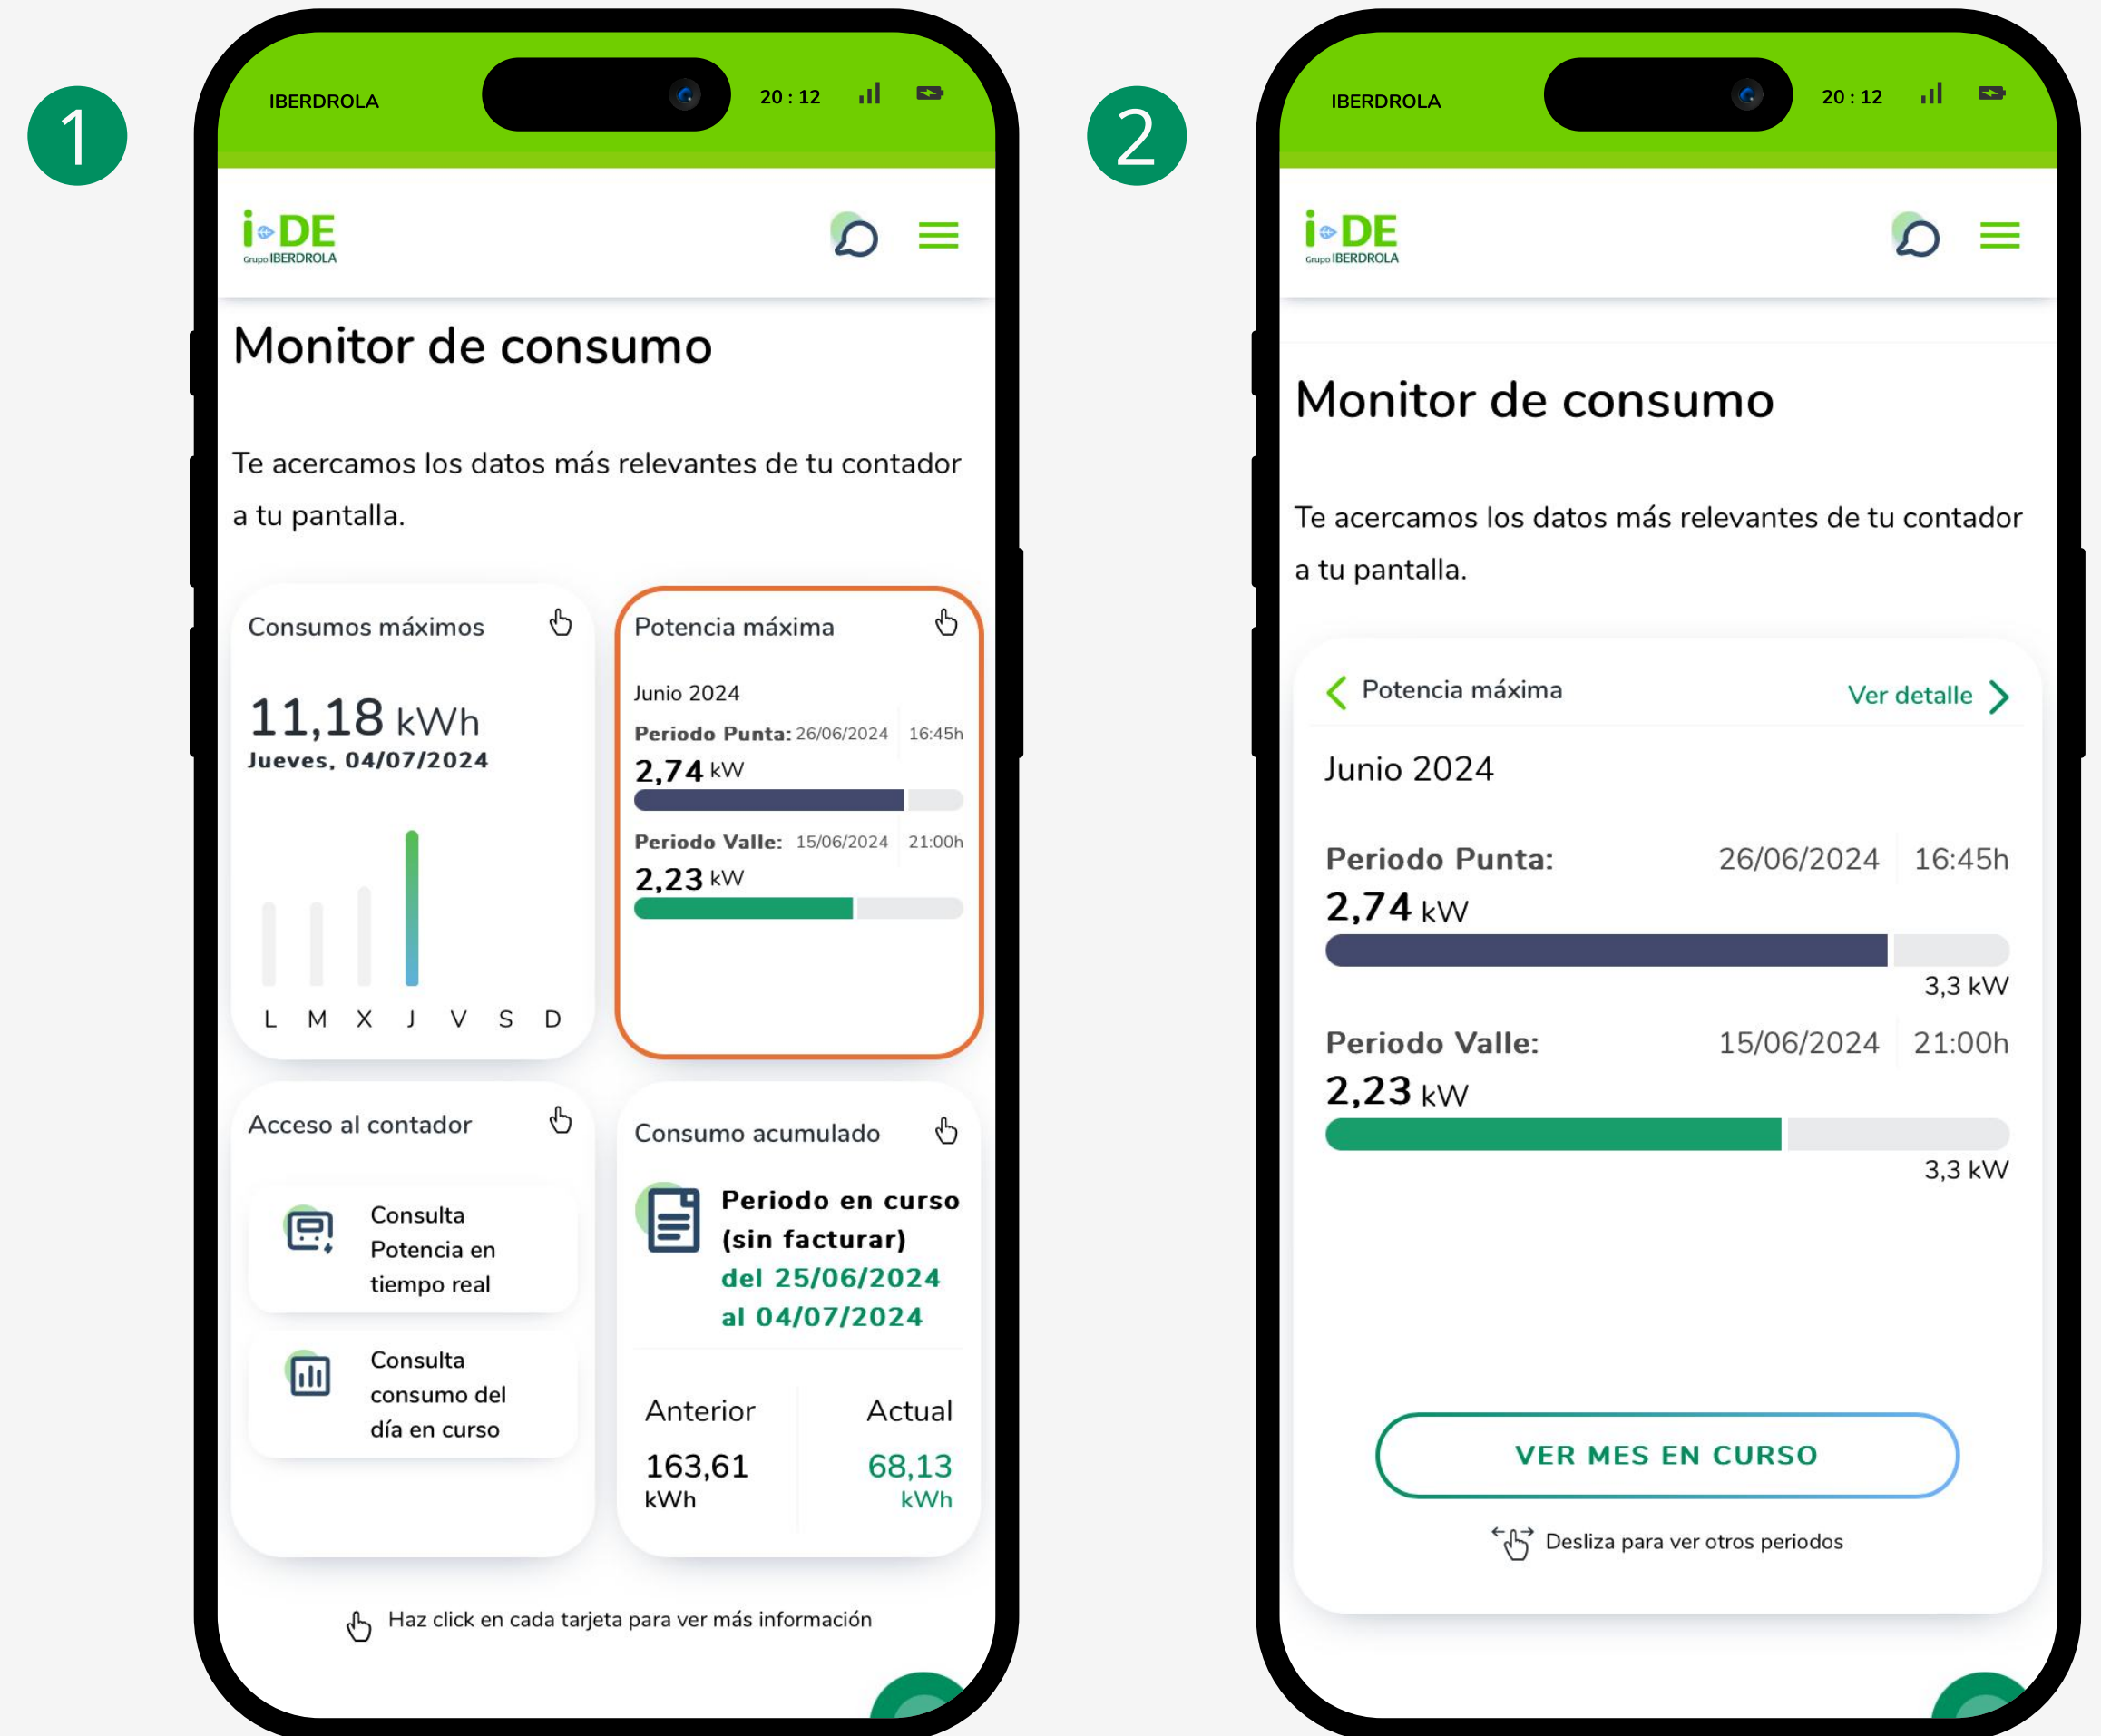 1
IBERDROLA
20 : 12
i DE
Grupo IBERDROLA
Monitor de consumo
Te acercamos los datos más relevantes de tu contador
a tu pantalla.
Consumos máximos
11,18 kWh
Jueves, 04/07/2024
L M X J V S D
Potencia máxima
Junio 2024
Periodo Punta: 26/06/2024 16:45h
2,74 kW
Periodo Valle: 15/06/2024 21:00h
2,23 kW
Acceso al contador
Consulta
Potencia en
tiempo real
Consulta
consumo del
día en curso
Consumo acumulado
Periodo en curso
(sin facturar)
del 25/06/2024
al 04/07/2024
Anterior Actual
163,61 68,13
kWh kWh
Haz click en cada tarjeta para ver más información
2
IBERDROLA
20 : 12
i DE
Grupo IBERDROLA
Monitor de consumo
Te acercamos los datos más relevantes de tu contador
a tu pantalla.
Potencia máxima Ver detalle
Junio 2024
Periodo Punta: 26/06/2024 16:45h
2,74 kW
3,3 kW
Periodo Valle: 15/06/2024 21:00h
2,23 kW
3,3 kW
VER MES EN CURSO
Desliza para ver otros periodos